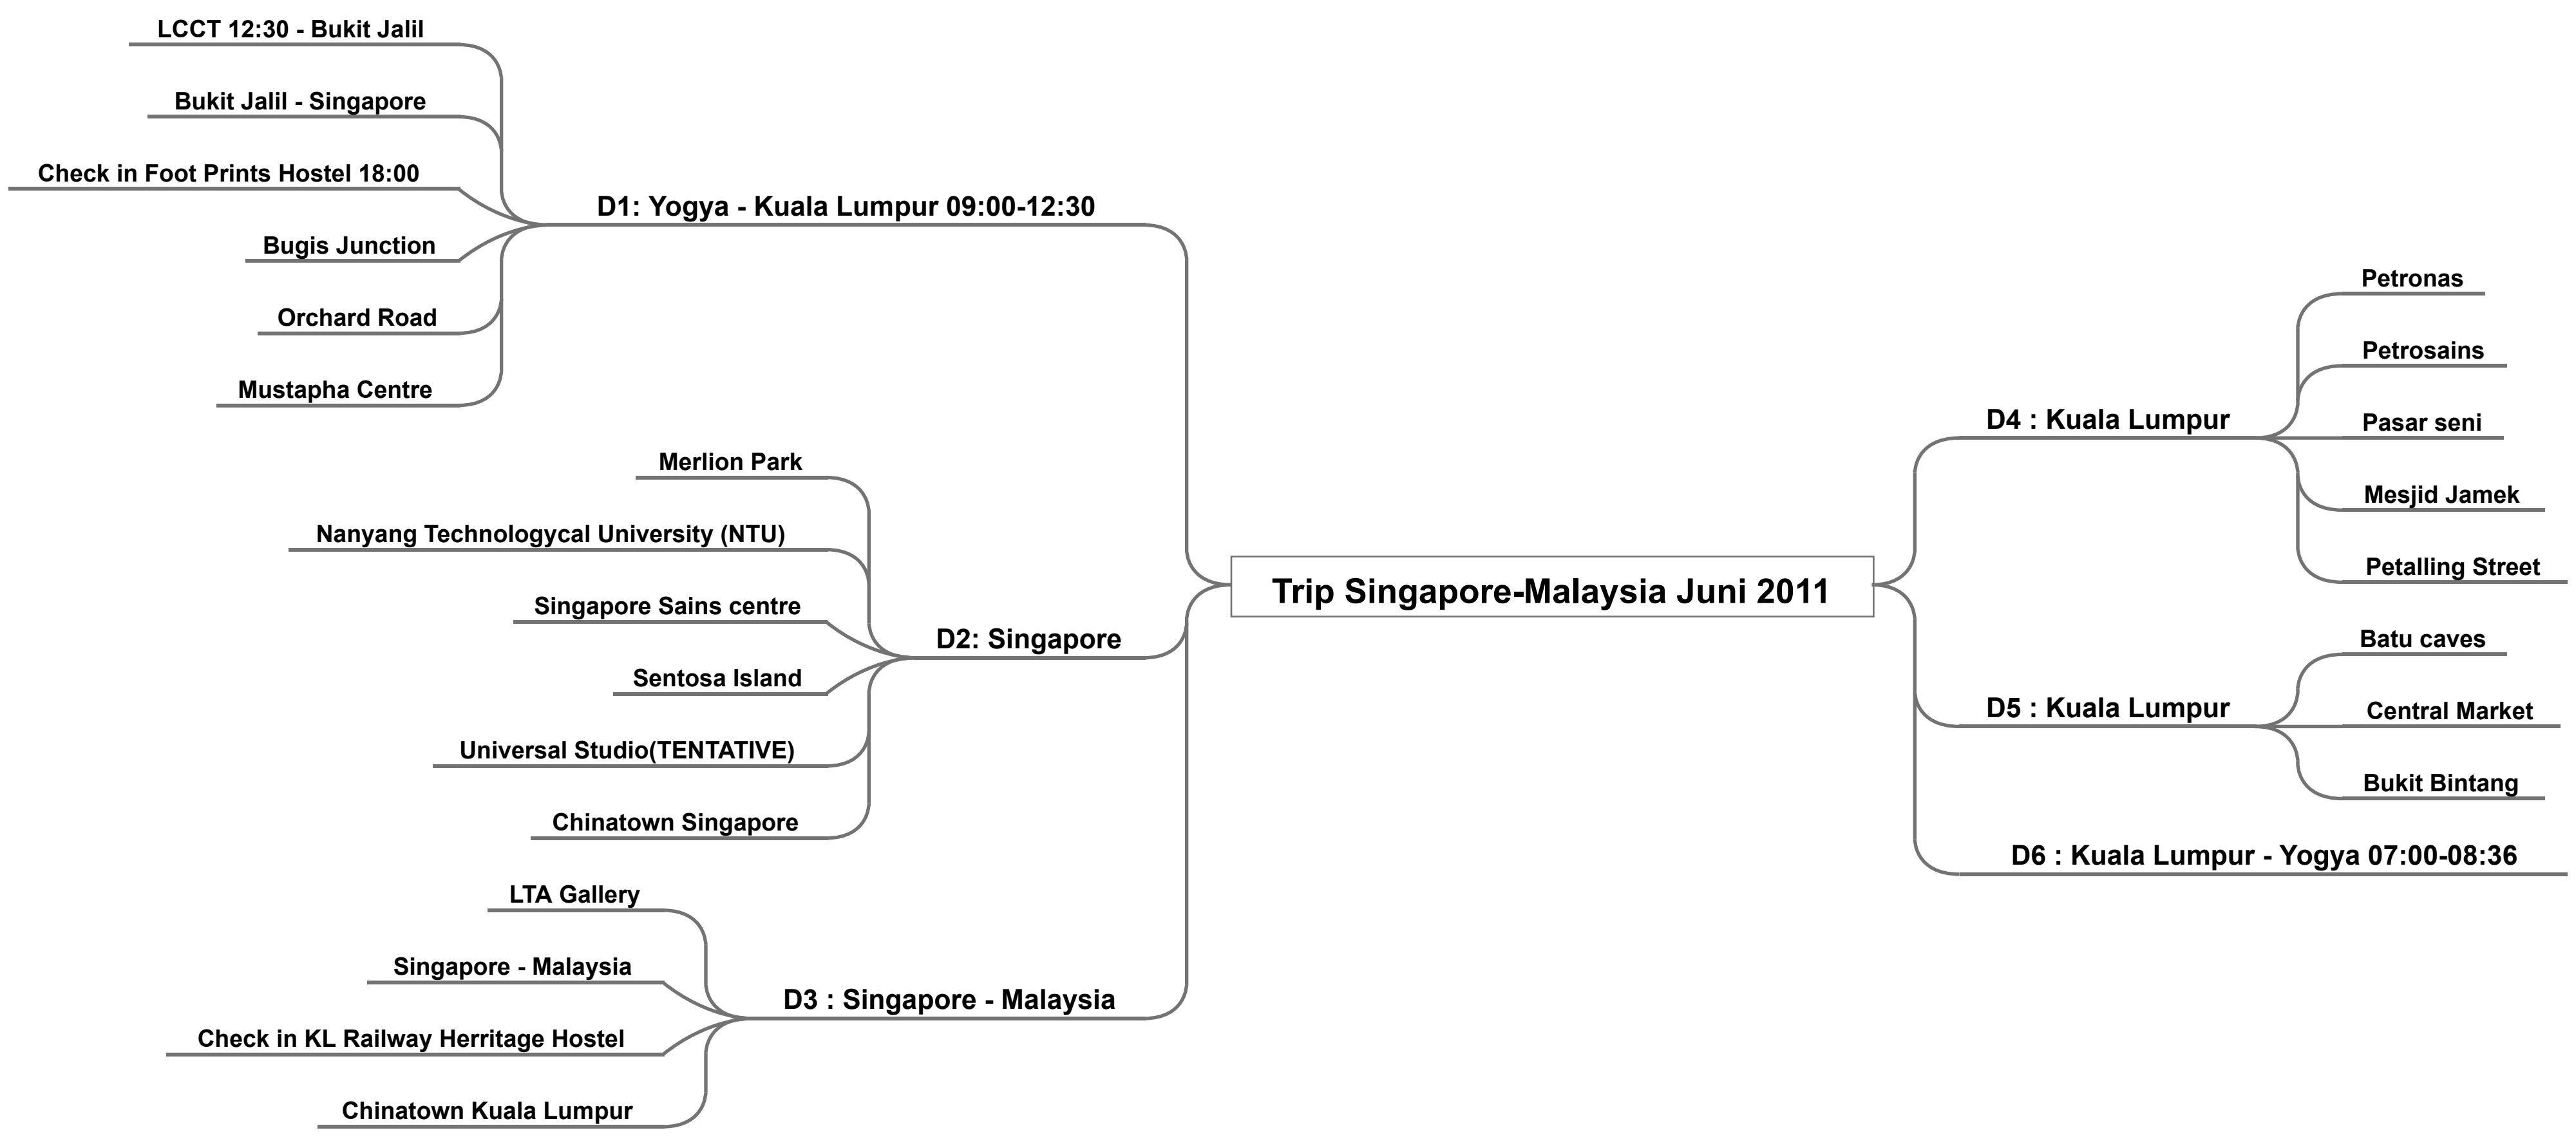 Trip Singapore-Malaysia Juni 2011
D1: Yogya - Kuala Lumpur 09:00-12:30
LCCT 12:30 - Bukit Jalil
Bukit Jalil - Singapore
Check in Foot Prints Hostel 18:00
Bugis Junction
Orchard Road
Mustapha Centre
D2: Singapore
Merlion Park
Nanyang Technologycal University (NTU)
Singapore Sains centre
Sentosa Island
Universal Studio(TENTATIVE)
Chinatown Singapore
D3 : Singapore - Malaysia
LTA Gallery
Singapore - Malaysia
Check in KL Railway Herritage Hostel
Chinatown Kuala Lumpur
D4 : Kuala Lumpur
Petronas
Petrosains
Pasar seni
Mesjid Jamek
Petalling Street
D5 : Kuala Lumpur
Batu caves
Central Market
Bukit Bintang
D6 : Kuala Lumpur - Yogya 07:00-08:36